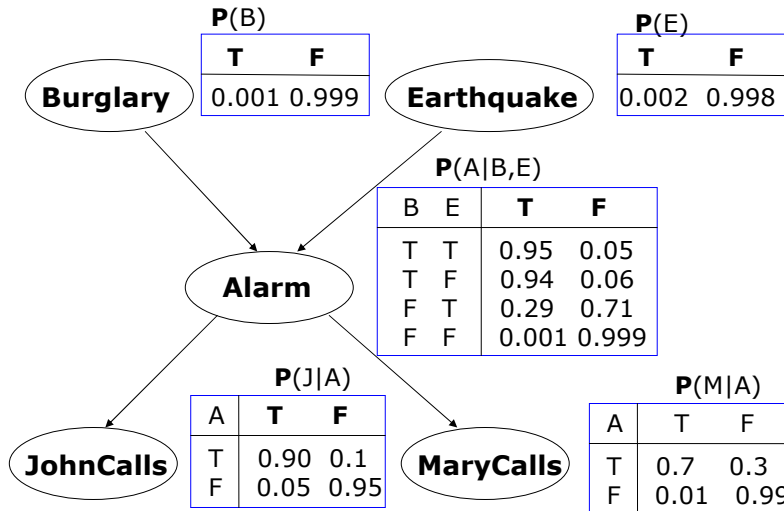 P(B)
T F
0.001 0.999
Burglary
P(E)
T F
0.002 0.998
Earthquake
P(A|B,E)
B E T F
T T 0.95 0.05
T F 0.94 0.06
F T 0.29 0.71
F F 0.001 0.999
Alarm
P(J|A)
A T F
T 0.90 0.1
F 0.05 0.95
JohnCalls
P(M|A)
A T F
T 0.7 0.3
F 0.01 0.99
MaryCalls